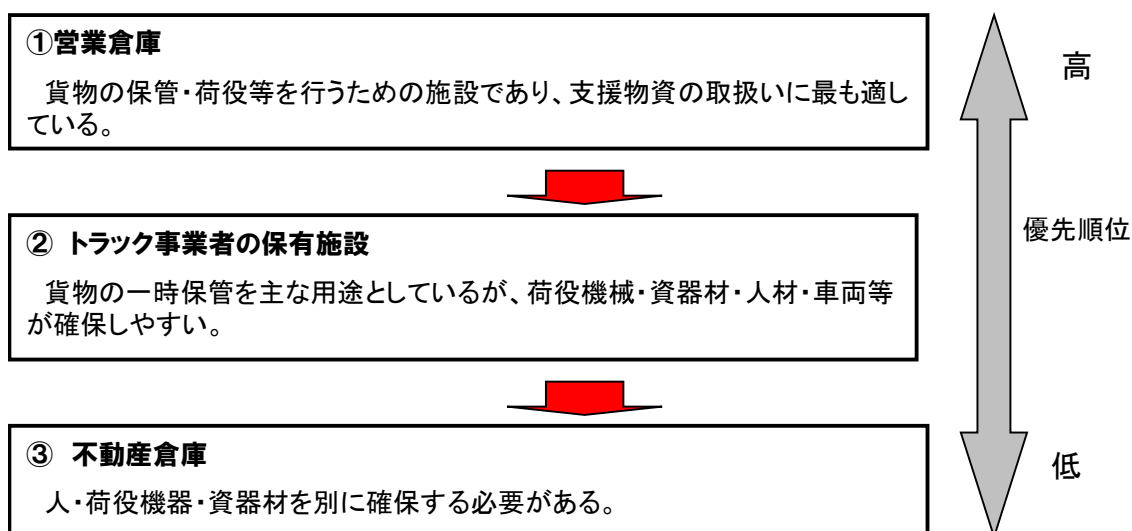 ①営業倉庫
貨物の保管・荷役等を行うための施設であり、支援物資の取扱いに最も適し
ている。
高
② トラック事業者の保有施設
貨物の一時保管を主な用途としているが、荷役機械・資器材・人材・車両等
が確保しやすい。
優先順位
③ 不動産倉庫
人・荷役機器・資器材を別に確保する必要がある。
低